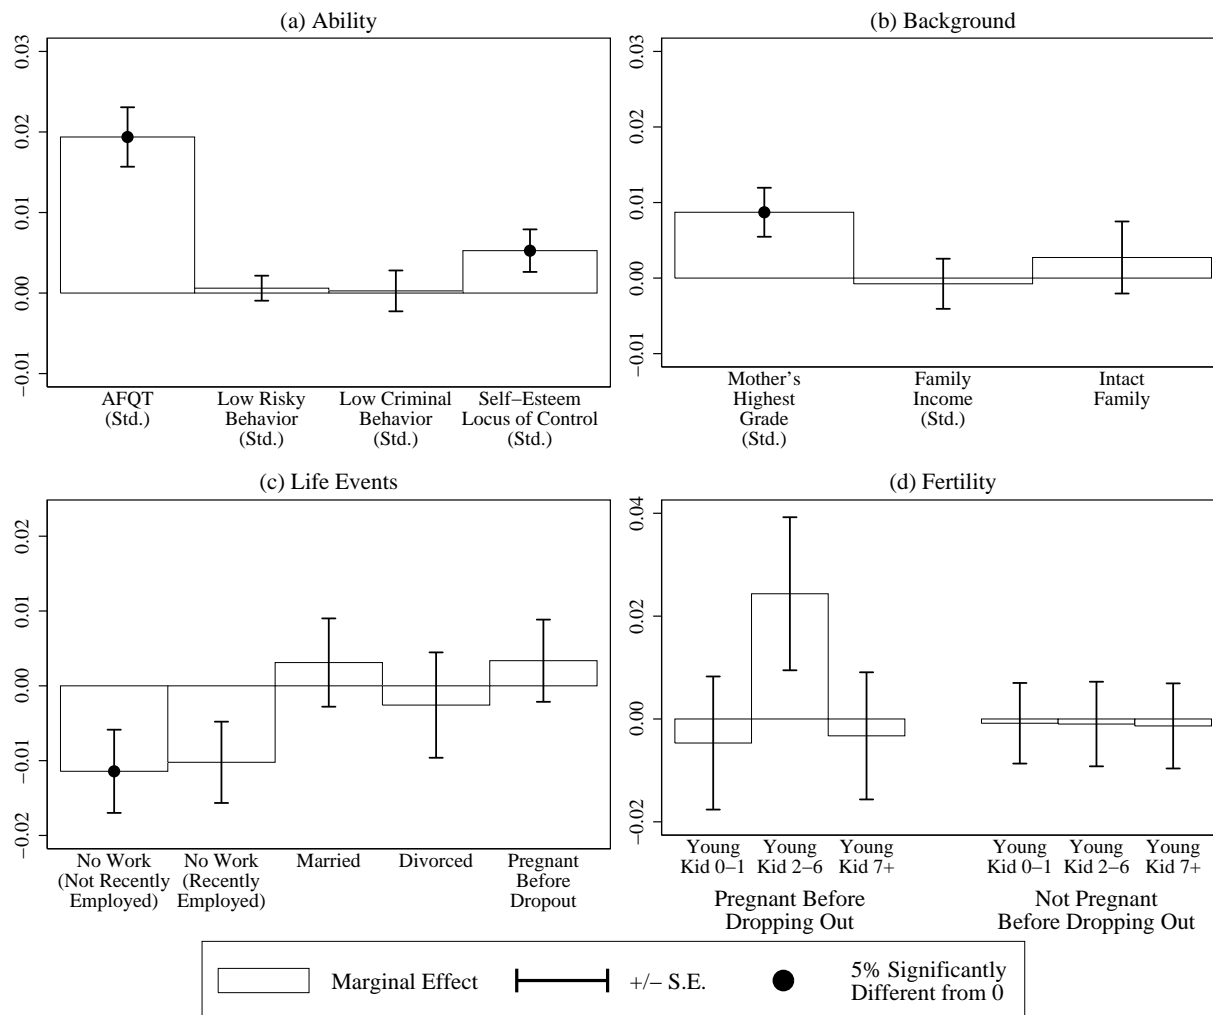 (a) Ability
0.03
0.02
0.01
0.00
−0.01
AFQT
(Std.)
Low Risky
Behavior
(Std.)
Low Criminal
Behavior
(Std.)
Self−Esteem
Locus of Control
(Std.)
(b) Background
0.03
0.02
0.01
0.00
−0.01
Mother's
Highest
Grade
(Std.)
Family
Income
(Std.)
Intact
Family
(c) Life Events
0.02
0.01
0.00
−0.01
−0.02
No Work
(Not Recently
Employed)
No Work
(Recently
Employed)
Married
Divorced
Pregnant
Before
Dropout
(d) Fertility
0.04
0.02
0.00
−0.02
Young
Kid 0−1
Young
Kid 2−6
Young
Kid 7+
Pregnant Before
Dropping Out
Young
Kid 0−1
Young
Kid 2−6
Young
Kid 7+
Not Pregnant
Before Dropping Out
Marginal Effect
+/− S.E.
5% Significantly
Different from 0